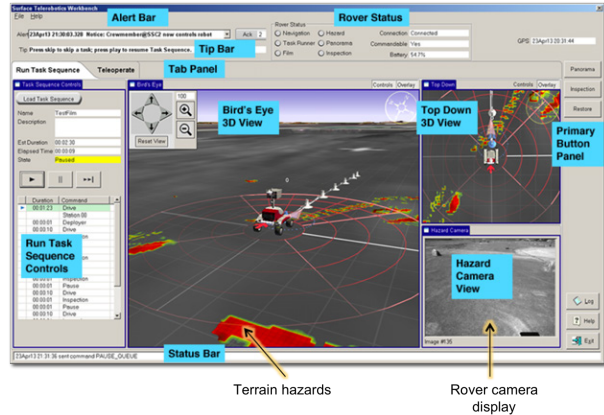 Surface Telerobotics Workbench
File Help
Alert Bar
Rover Status
Alert 23Apr13 21:30:03.328 Notice: Crewmember@SSC2 now controls robot
Ack 2
Tip Press skip to skip a task; press play to resume Task Sequence.
Tip Bar
Rover Status
Navigation Hazard Connection Connected
Task Runner Panorama Commandable Yes
Film Inspection Battery 54.7%
GPS: 23Apr13 20:31:44
Run Task Sequence Teleoperate
Tab Panel
Task Sequence Controls
Load Task Sequence
Name TestFilm
Description
Est Duration 00:02:38
Elapsed Time 00:00:09
State Paused
Duration Command
00:01:23 Drive
Station 00
00:00:01 Deployer
00:00:10 Drive
Run Task
Sequence
Controls
Inspection
00:00:01 Pause
00:00:10 Drive
00:00:01 Inspection
00:00:01 Pause
00:00:10 Drive
Bird's Eye
Controls Overlay
100
Reset View
Bird's Eye
3D View
0
Top Down
Controls Overlay
Top Down
3D View
Hazard Camera
Hazard
Camera
View
Image #135
Panorama
Inspection
Restore
Primary
Button
Panel
Log
Help
Exit
Status Bar
23Apr13 21:31:36 sent command PAUSE_QUEUE
Terrain hazards
Rover camera
display